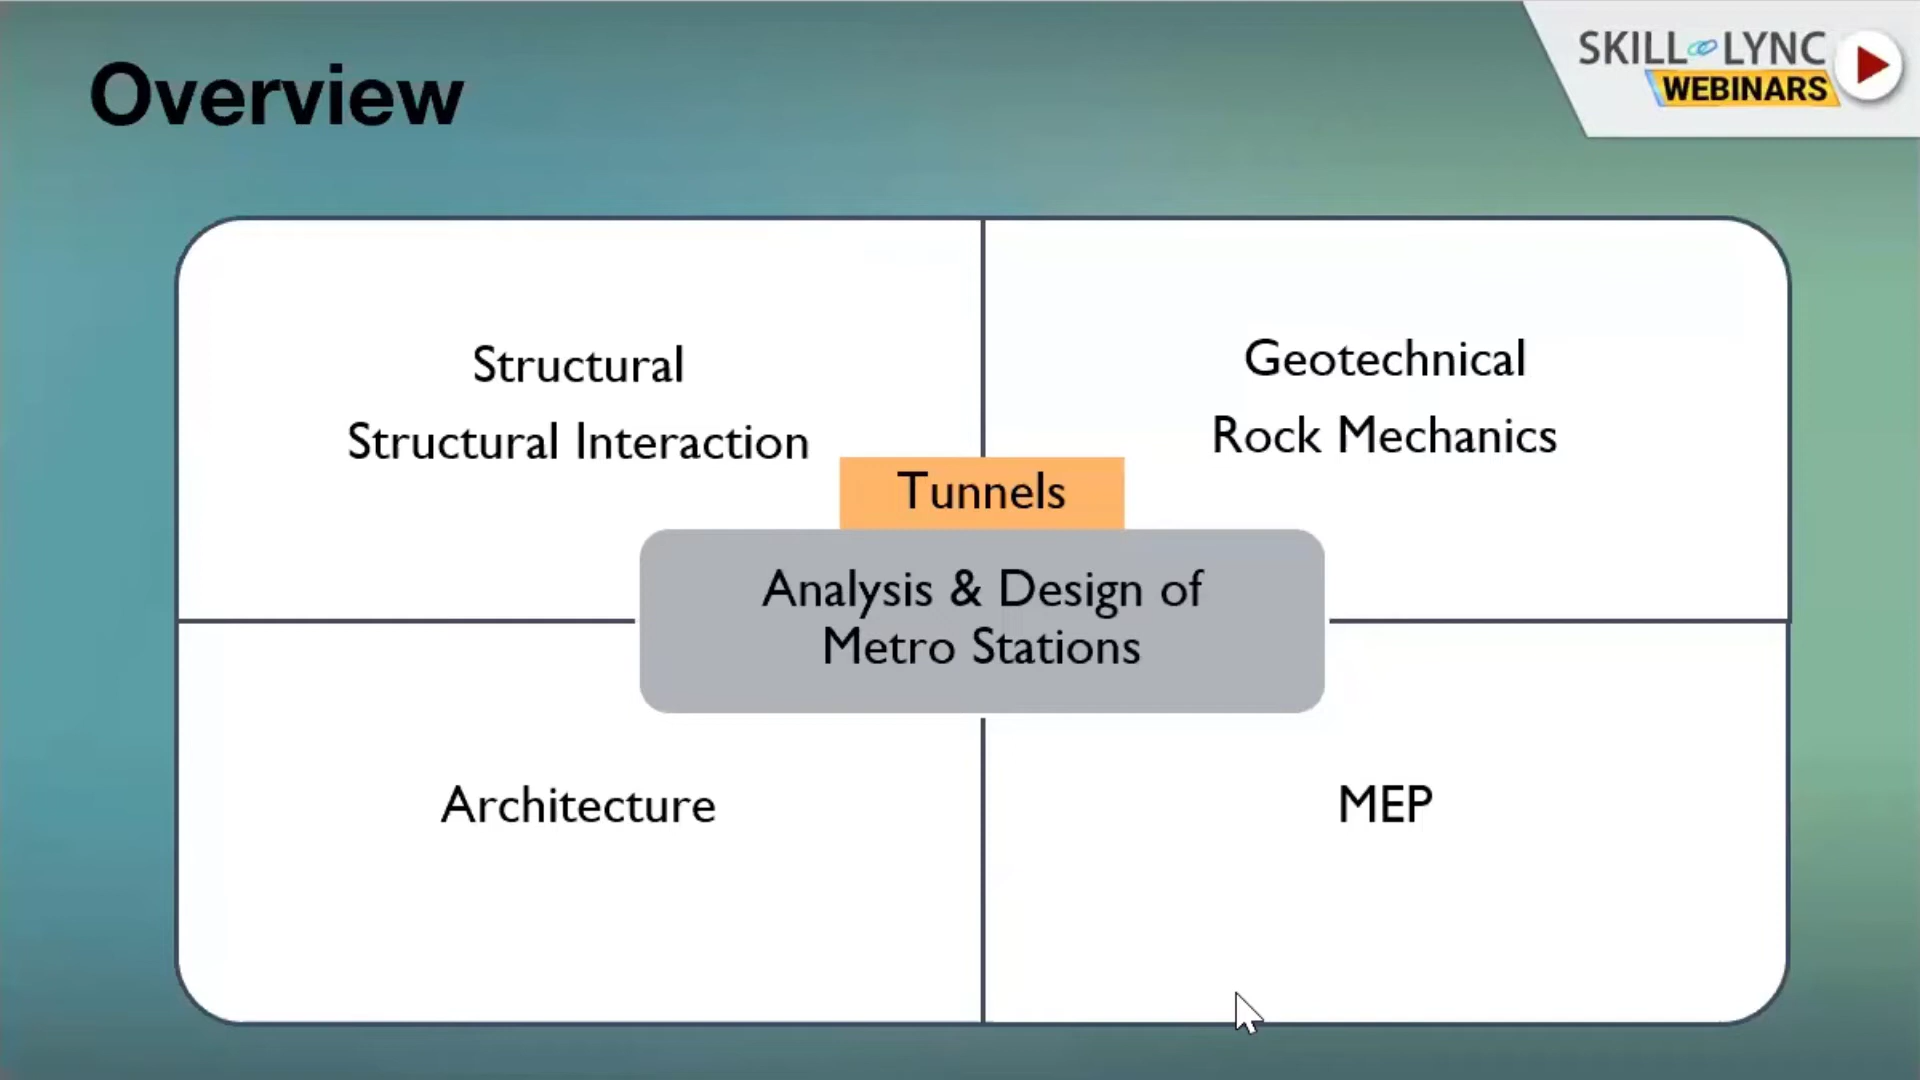 Overview
SKILL LYNC
WEBINARS
Structural
Structural Interaction
Geotechnical
Rock Mechanics
Tunnels
Analysis & Design of
Metro Stations
Architecture
MEP